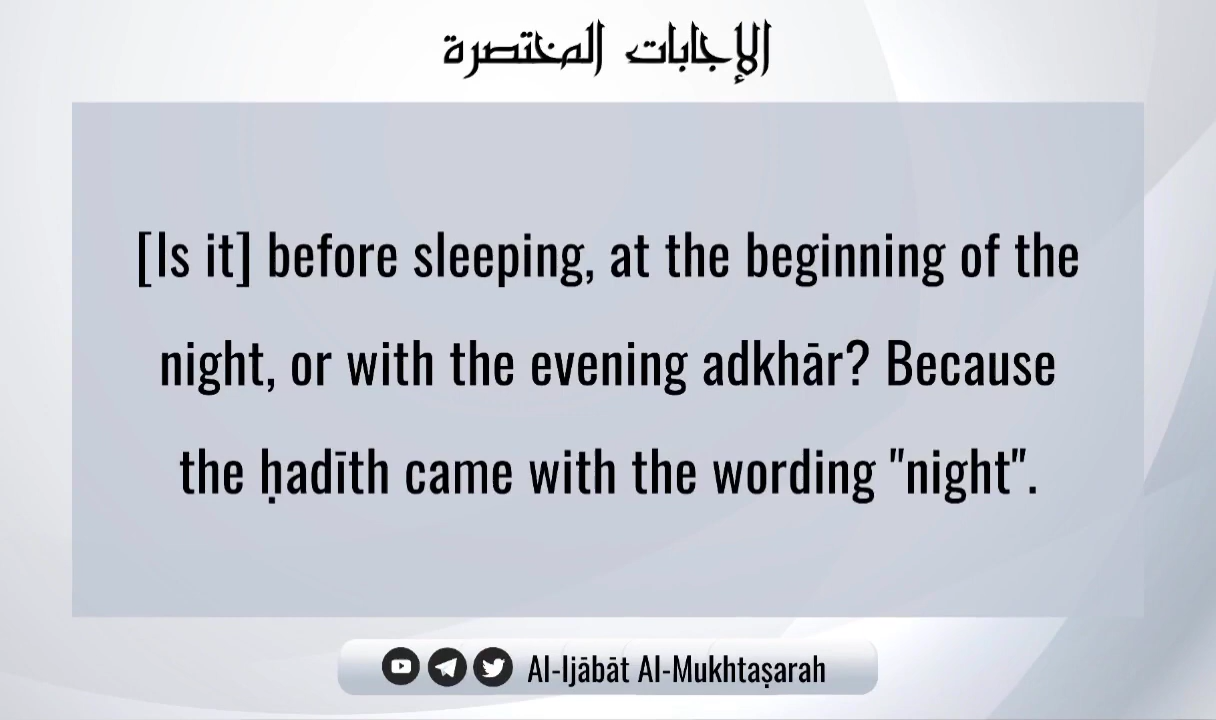 الإجابات المختصرة
[Is it] before sleeping, at the beginning of the
night, or with the evening adkhār? Because
the ḥadīth came with the wording "night".
Al-Ijābāt Al-Mukhtaṣarah